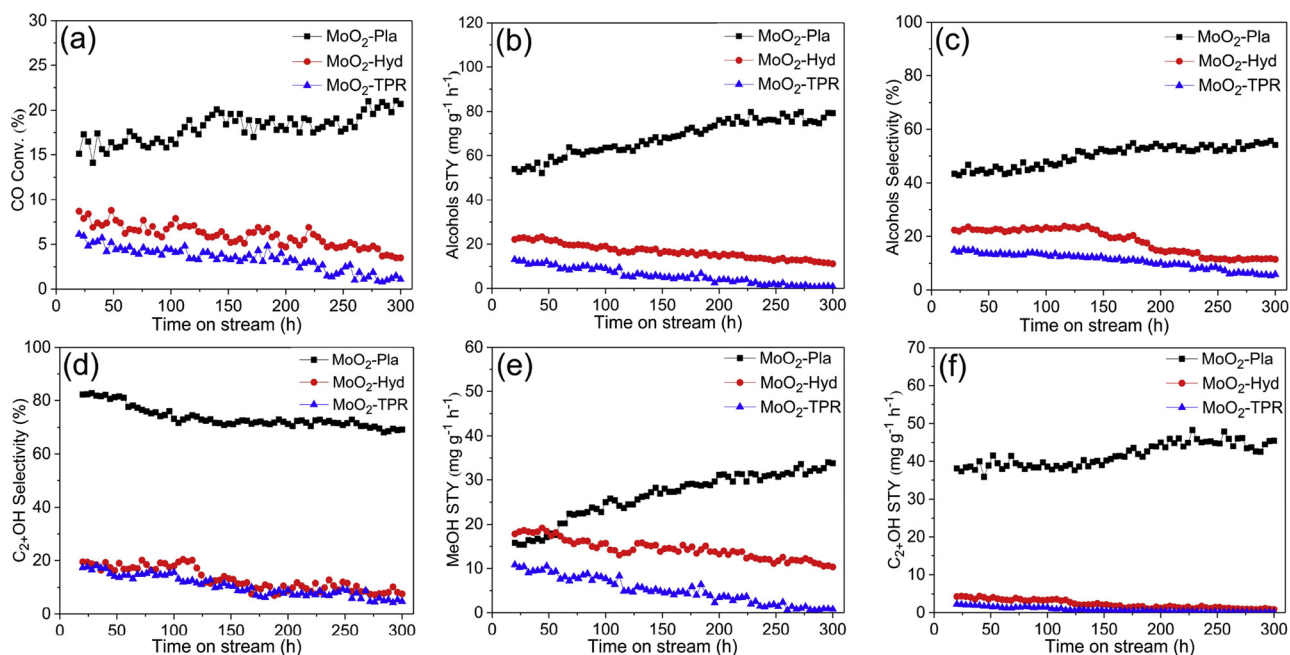 (a)
MoO₂-Pla
MoO₂-Hyd
MoO₂-TPR
CO Conv. (%)
30
25
20
15
10
5
0
0 50 100 150 200 250 300
Time on stream (h)
(b)
MoO₂-Pla
MoO₂-Hyd
MoO₂-TPR
Alcohols STY (mg g⁻¹ h⁻¹)
120
100
80
60
40
20
0
0 50 100 150 200 250 300
Time on stream (h)
(c)
MoO₂-Pla
MoO₂-Hyd
MoO₂-TPR
Alcohols Selectivity (%)
100
80
60
40
20
0
0 50 100 150 200 250 300
Time on stream (h)
(d)
MoO₂-Pla
MoO₂-Hyd
MoO₂-TPR
C₂₊OH Selectivity (%)
100
80
60
40
20
0
0 50 100 150 200 250 300
Time on stream (h)
(e)
MoO₂-Pla
MoO₂-Hyd
MoO₂-TPR
MeOH STY (mg g⁻¹ h⁻¹)
60
50
40
30
20
10
0
0 50 100 150 200 250 300
Time on stream (h)
(f)
MoO₂-Pla
MoO₂-Hyd
MoO₂-TPR
C₂₊OH STY (mg g⁻¹ h⁻¹)
70
60
50
40
30
20
10
0
0 50 100 150 200 250 300
Time on stream (h)